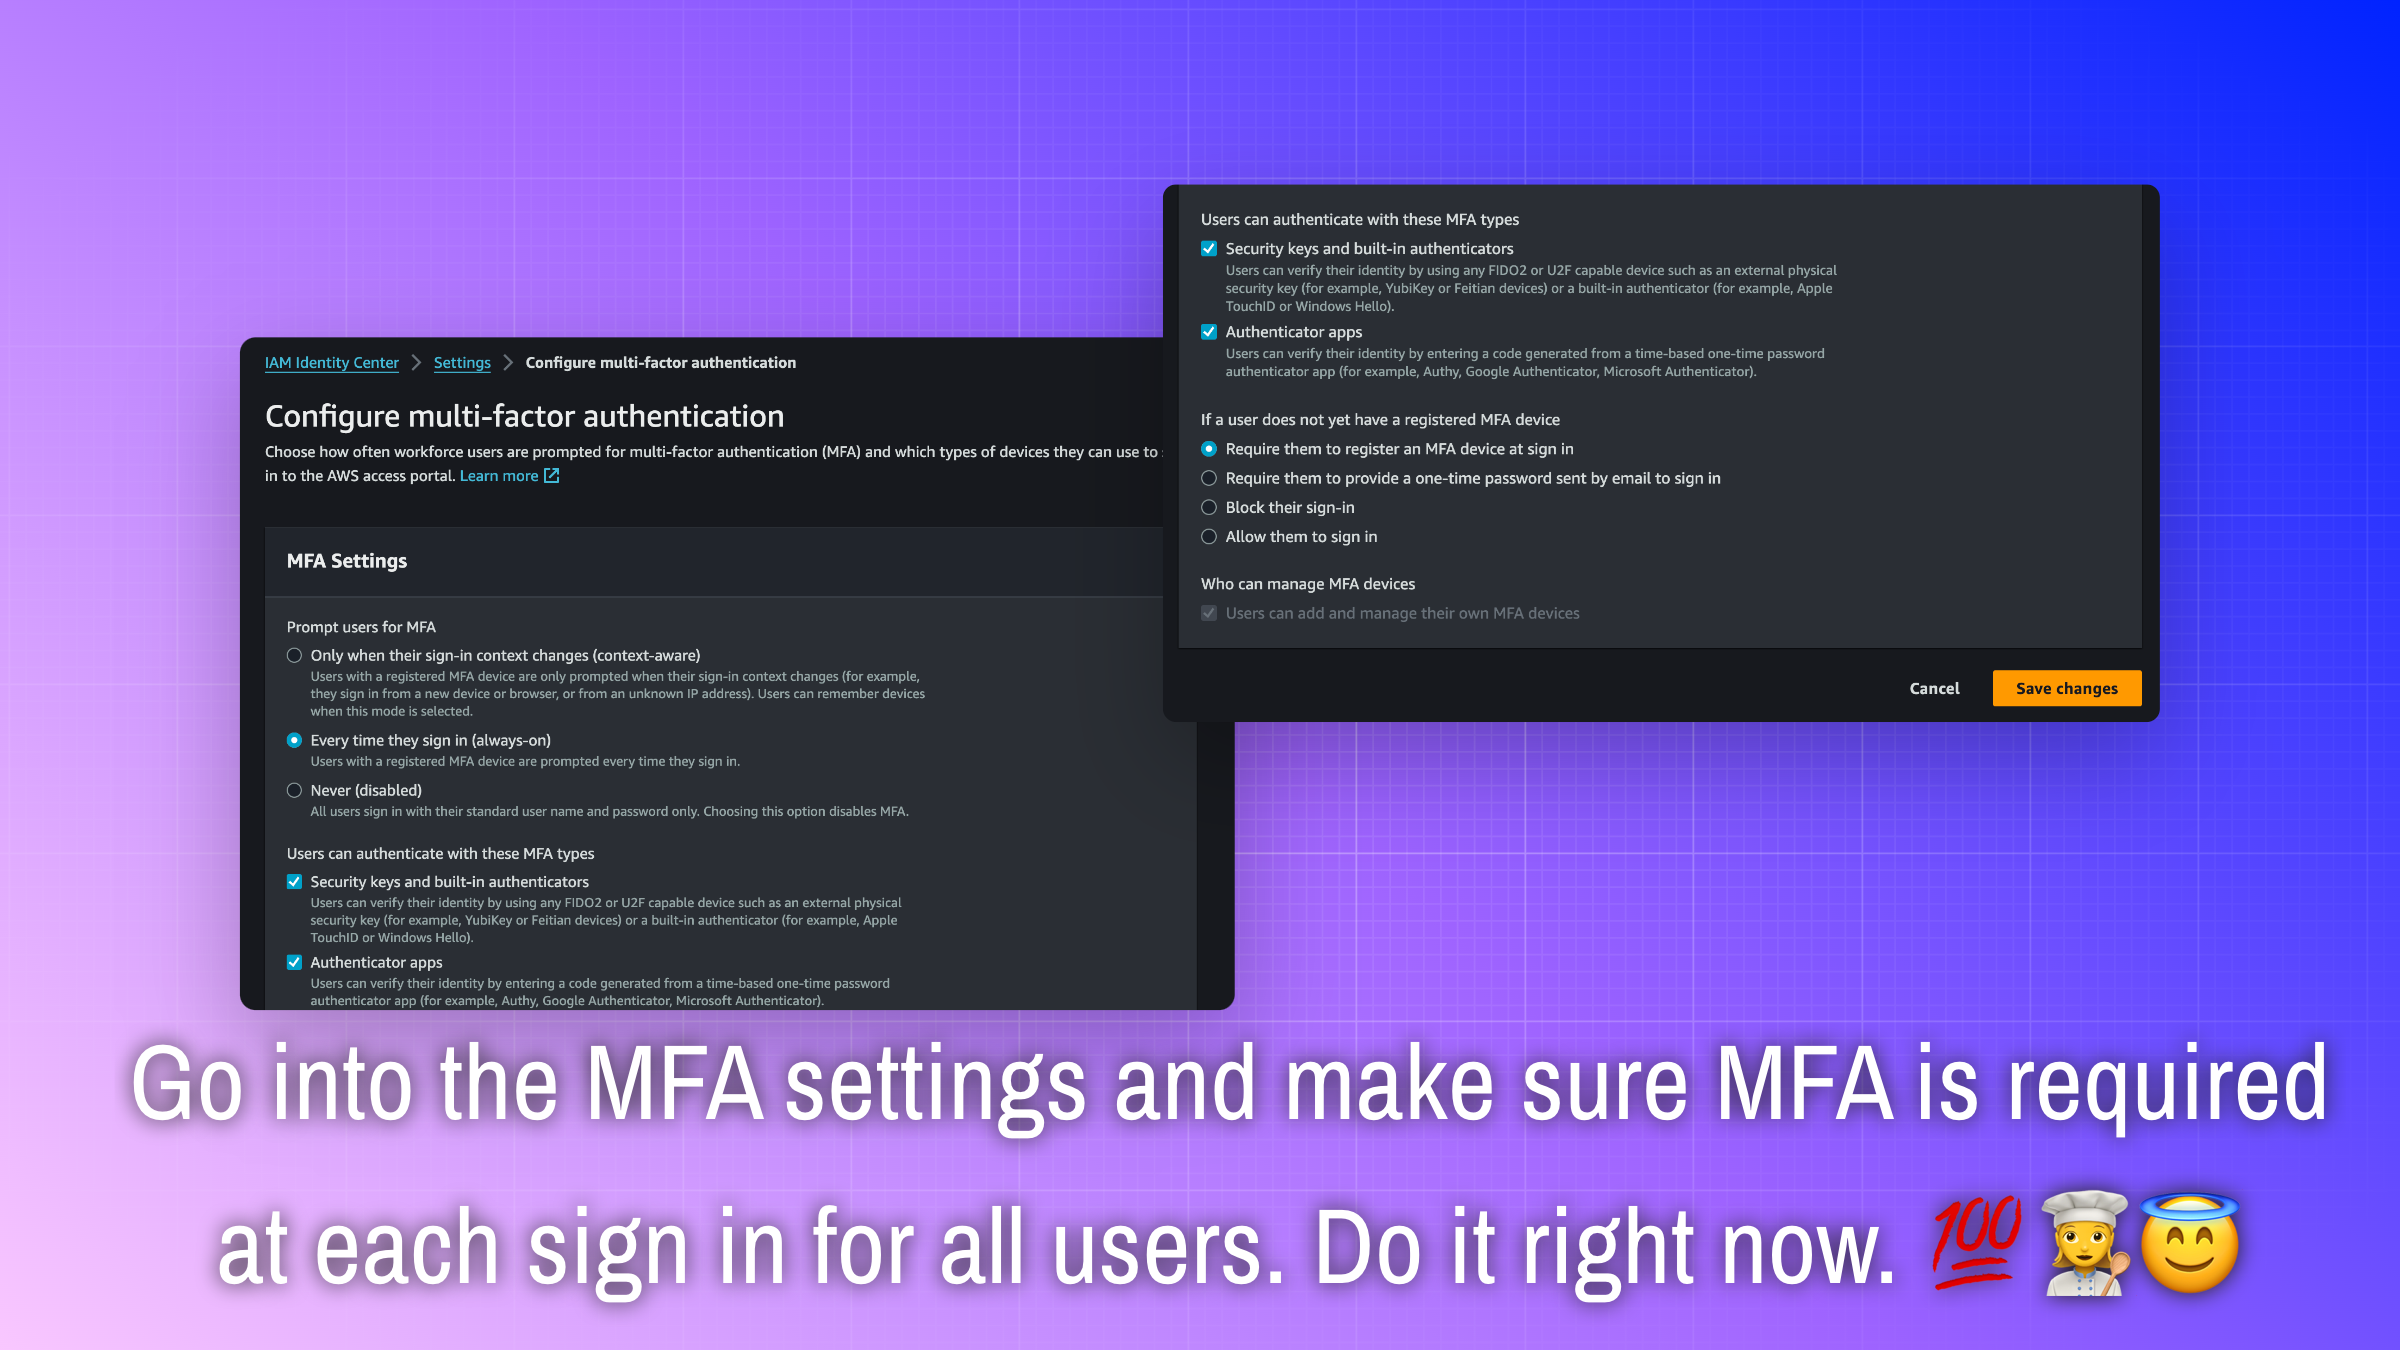 IAM Identity Center > Settings > Configure multi-factor authentication
Configure multi-factor authentication
Choose how often workforce users are prompted for multi-factor authentication (MFA) and which types of devices they can use to
in to the AWS access portal. Learn more
MFA Settings
Prompt users for MFA
Only when their sign-in context changes (context-aware)
Users with a registered MFA device are only prompted when their sign-in context changes (for example,
they sign in from a new device or browser, or from an unknown IP address). Users can remember devices
when this mode is selected.
Every time they sign in (always-on)
Users with a registered MFA device are prompted every time they sign in.
Never (disabled)
All users sign in with their standard user name and password only. Choosing this option disables MFA.
Users can authenticate with these MFA types
Security keys and built-in authenticators
Users can verify their identity by using any FIDO2 or U2F capable device such as an external physical
security key (for example, YubiKey or Feitian devices) or a built-in authenticator (for example, Apple
TouchID or Windows Hello).
Authenticator apps
Users can verify their identity by entering a code generated from a time-based one-time password
authenticator app (for example, Authy, Google Authenticator, Microsoft Authenticator).
Users can authenticate with these MFA types
Security keys and built-in authenticators
Users can verify their identity by using any FIDO2 or U2F capable device such as an external physical
security key (for example, YubiKey or Feitian devices) or a built-in authenticator (for example, Apple
TouchID or Windows Hello).
Authenticator apps
Users can verify their identity by entering a code generated from a time-based one-time password
authenticator app (for example, Authy, Google Authenticator, Microsoft Authenticator).
If a user does not yet have a registered MFA device
Require them to register an MFA device at sign in
Require them to provide a one-time password sent by email to sign in
Block their sign-in
Allow them to sign in
Who can manage MFA devices
Users can add and manage their own MFA devices
Cancel
Save changes
Go into the MFA settings and make sure MFA is required
at each sign in for all users. Do it right now. 💯👩‍🍳😇